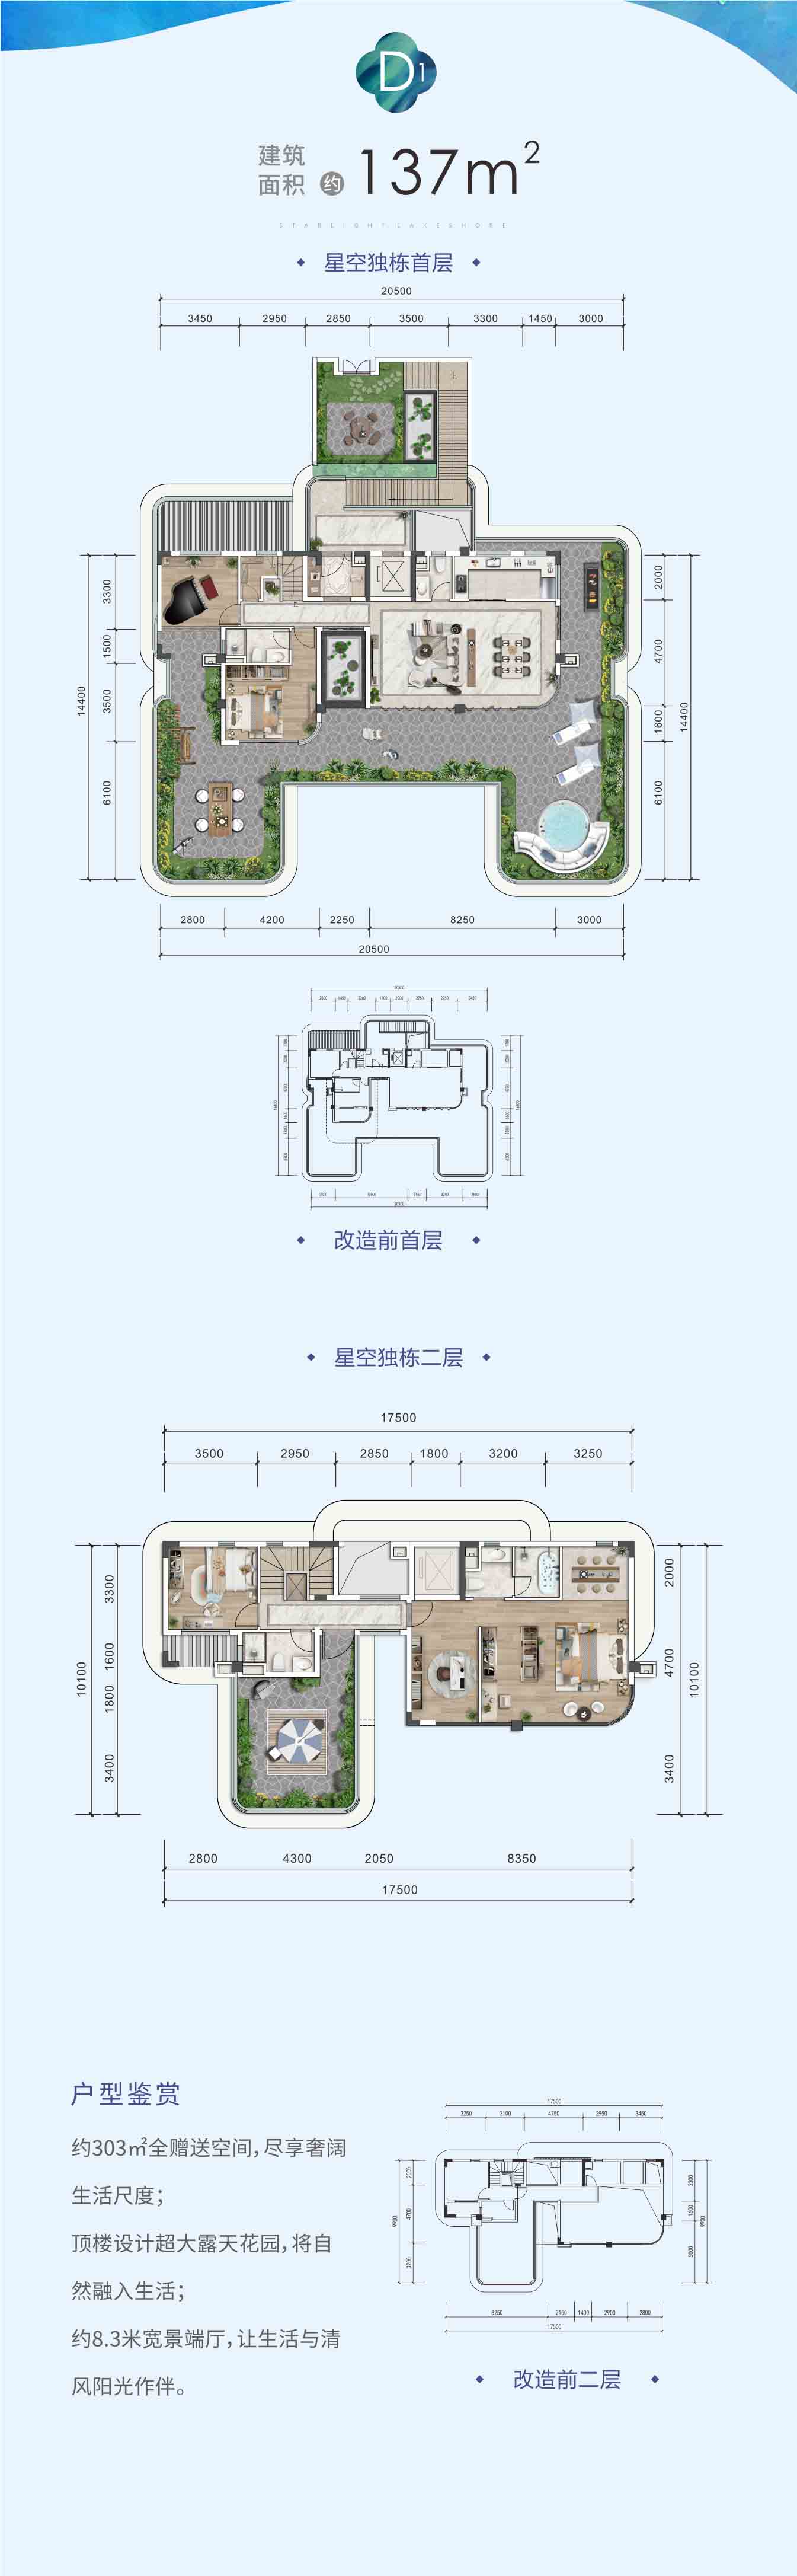 D1
建筑
面积 约 137m²
STARLIGHT LAKESHORE
星空独栋首层
20500
3450 2950 2850 3500 3300 1450 3000
上
上
14400
3300
1500
3500
6100
2000
4700
1600
6100
14400
2800 4200 2250 8250 3000
20500
改造前首层
星空独栋二层
17500
3500 2950 2850 1800 3200 3250
10100
3300
1600
1800
3400
2000
4700
3400
10100
2800 4300 2050 8350
17500
户型鉴赏
约303㎡全赠送空间,尽享奢阔
生活尺度;
顶楼设计超大露天花园,将自
然融入生活;
约8.3米宽景端厅,让生活与清
风阳光作伴。
17500
3250 3100 4750 2950 3450
9900
2000
4700
3200
3300
1600
5000
9900
8250 2150 1400 2900 2800
17500
改造前二层